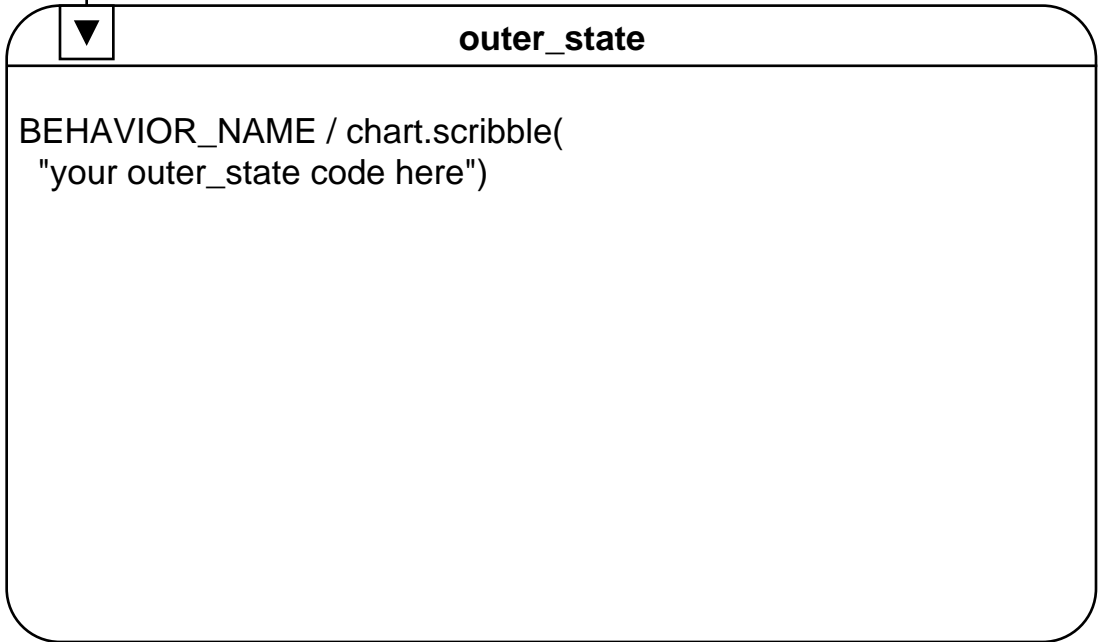 outer_state
BEHAVIOR_NAME / chart.scribble(
"your outer_state code here")